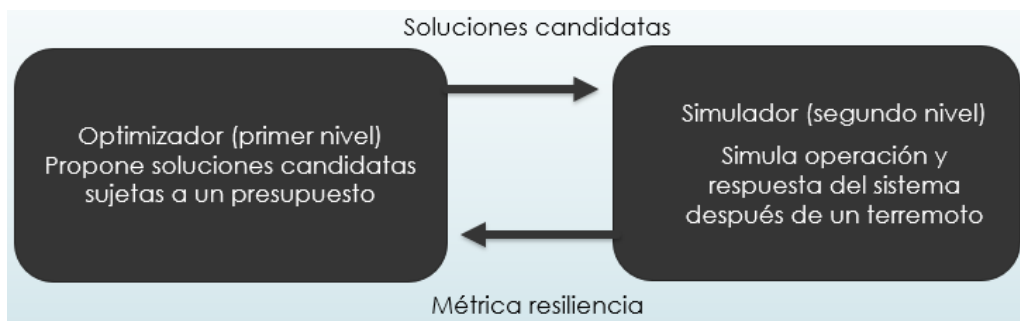 Soluciones candidatas
Optimizador (primer nivel)
Propone soluciones candidatas
sujetas a un presupuesto
Simulador (segundo nivel)
Simula operación y
respuesta del sistema
después de un terremoto
Métrica resiliencia